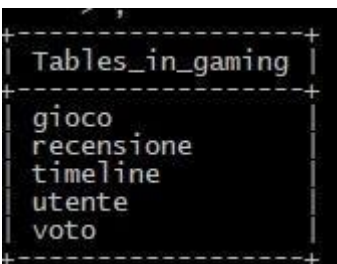 > ;
+-------------------+
| Tables_in_gaming |
+-------------------+
| gioco |
| recensione |
| timeline |
| utente |
| voto |
+-------------------+